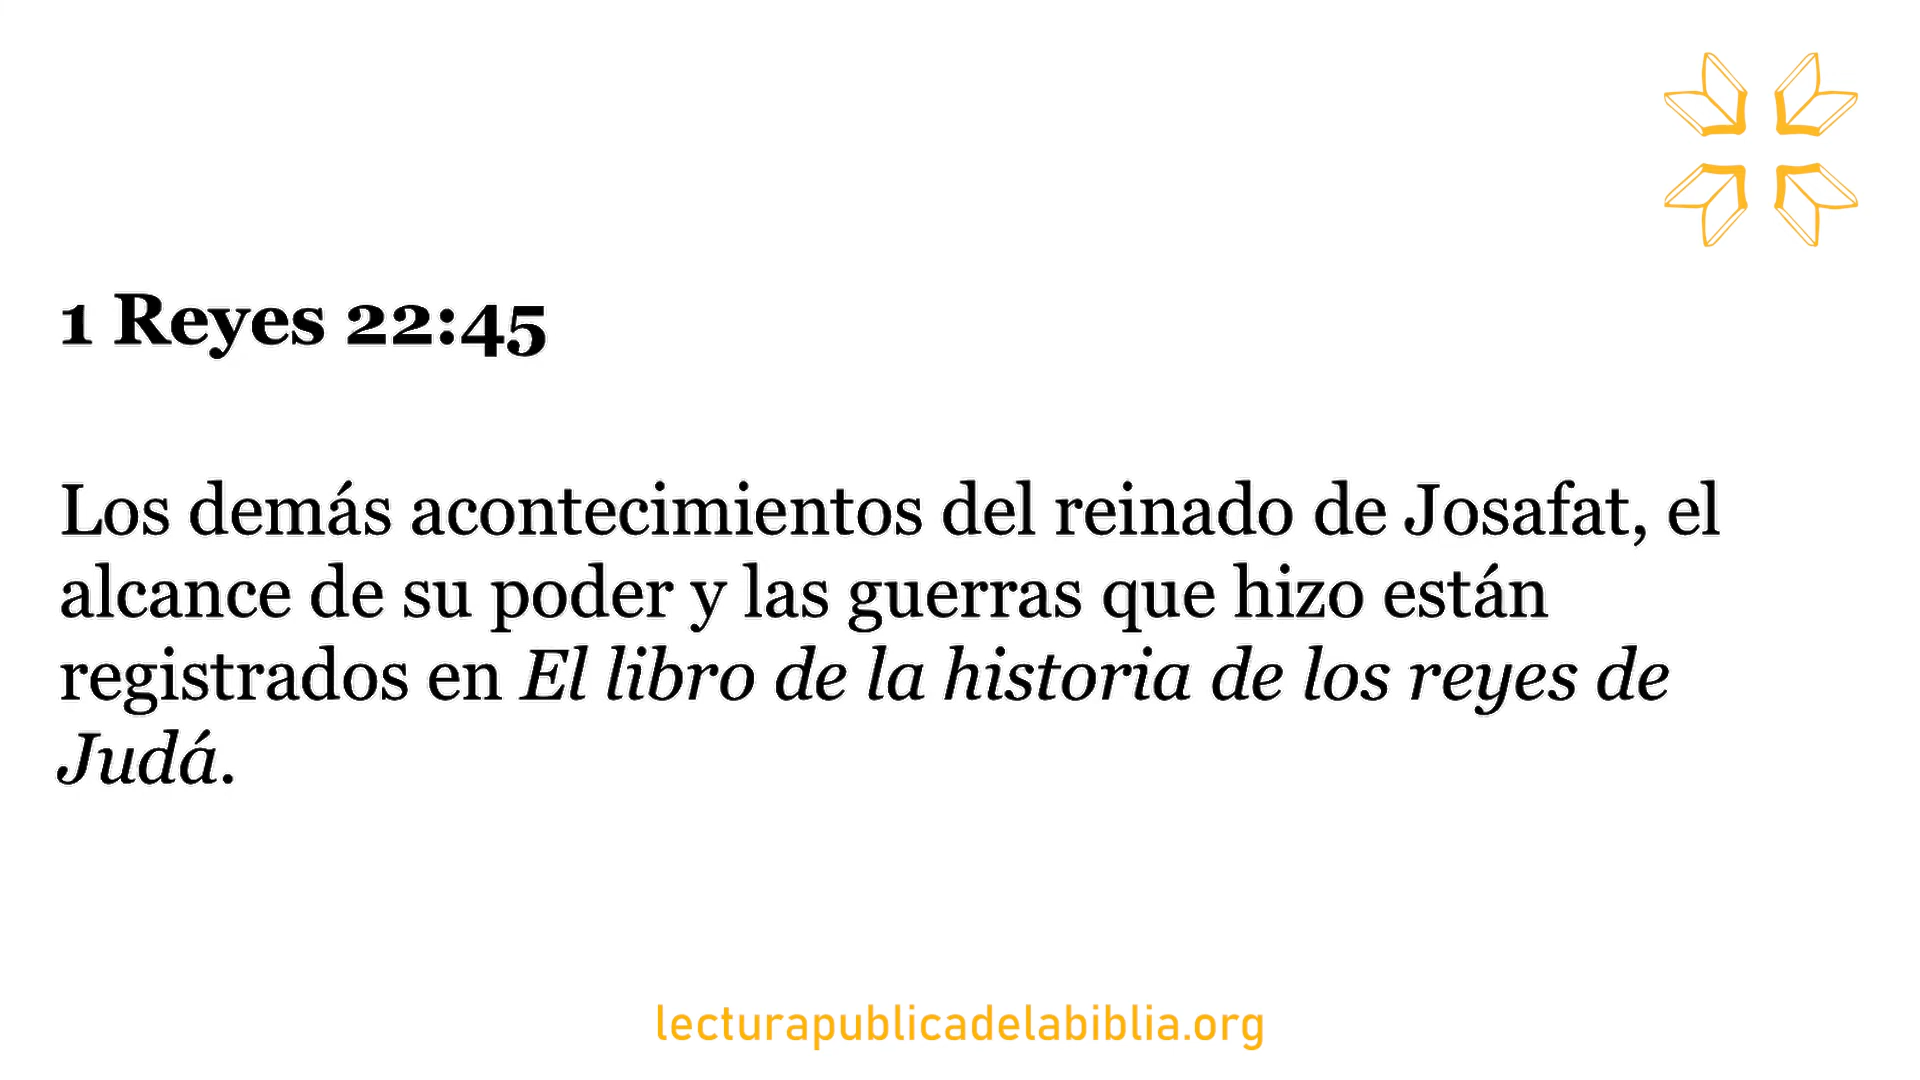 1 Reyes 22:45
Los demás acontecimientos del reinado de Josafat, el
alcance de su poder y las guerras que hizo están
registrados en El libro de la historia de los reyes de
Judá.
lecturapublicadelabiblia.org